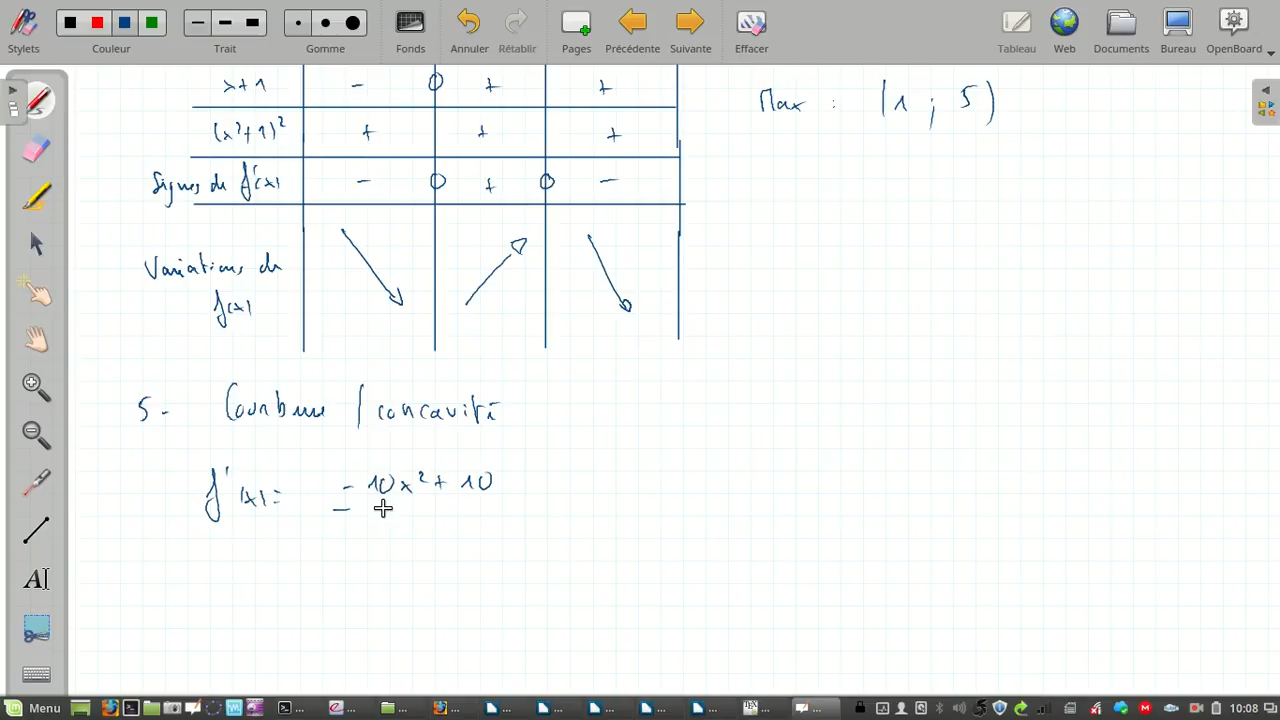 Stylets Couleur Trait Gomme Fonds Annuler Rétablir Pages Précédente Suivante Effacer Tableau Web Documents Bureau OpenBoard
x+1 - 0 + +
(x²+1)² + + +
Signes de f'(x) - 0 + 0 -
Variations de
f(x)
Max : (1 ; 5)
5- Courbure / concavité
f'(x) = -10x² + 10
Menu 10:08